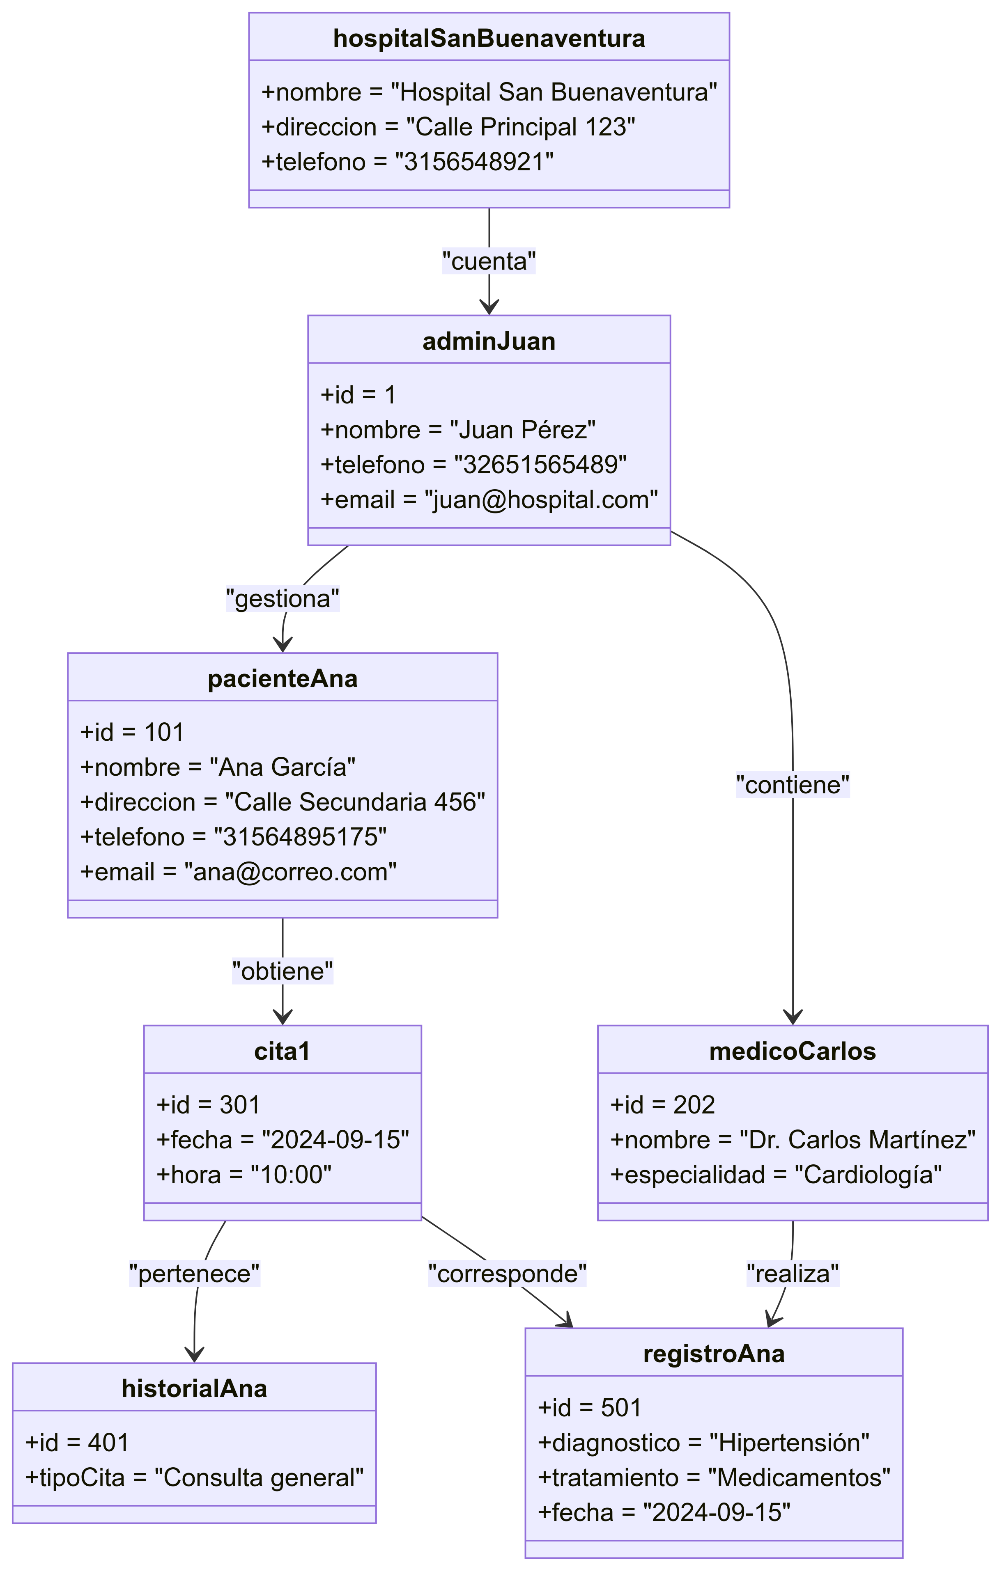 hospitalSanBuenaventura
+nombre = "Hospital San Buenaventura"
+direccion = "Calle Principal 123"
+telefono = "3156548921"
"cuenta"
adminJuan
+id = 1
+nombre = "Juan Pérez"
+telefono = "32651565489"
+email = "juan@hospital.com"
"gestiona"
pacienteAna
+id = 101
+nombre = "Ana García"
+direccion = "Calle Secundaria 456"
+telefono = "31564895175"
+email = "ana@correo.com"
"contiene"
"obtiene"
cita1
+id = 301
+fecha = "2024-09-15"
+hora = "10:00"
medicoCarlos
+id = 202
+nombre = "Dr. Carlos Martínez"
+especialidad = "Cardiología"
"pertenece"
"corresponde"
"realiza"
historialAna
+id = 401
+tipoCita = "Consulta general"
registroAna
+id = 501
+diagnostico = "Hipertensión"
+tratamiento = "Medicamentos"
+fecha = "2024-09-15"